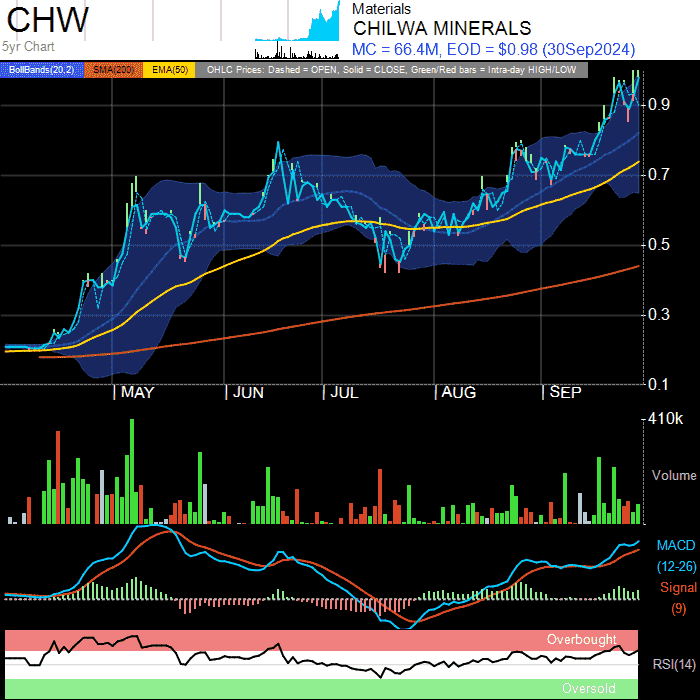 CHW
5yr Chart
Materials
CHILWA MINERALS
MC = 66.4M, EOD = $0.98 (30Sep2024)
BollBands(20,2) SMA(200) EMA(50) OHLC Prices: Dashed = OPEN, Solid = CLOSE, Green/Red bars = Intra-day HIGH/LOW
0.9
0.7
0.5
0.3
0.1
| MAY | JUN | JUL | AUG | SEP
410k
Volume
MACD
(12-26)
Signal
(9)
Overbought
RSI(14)
Oversold